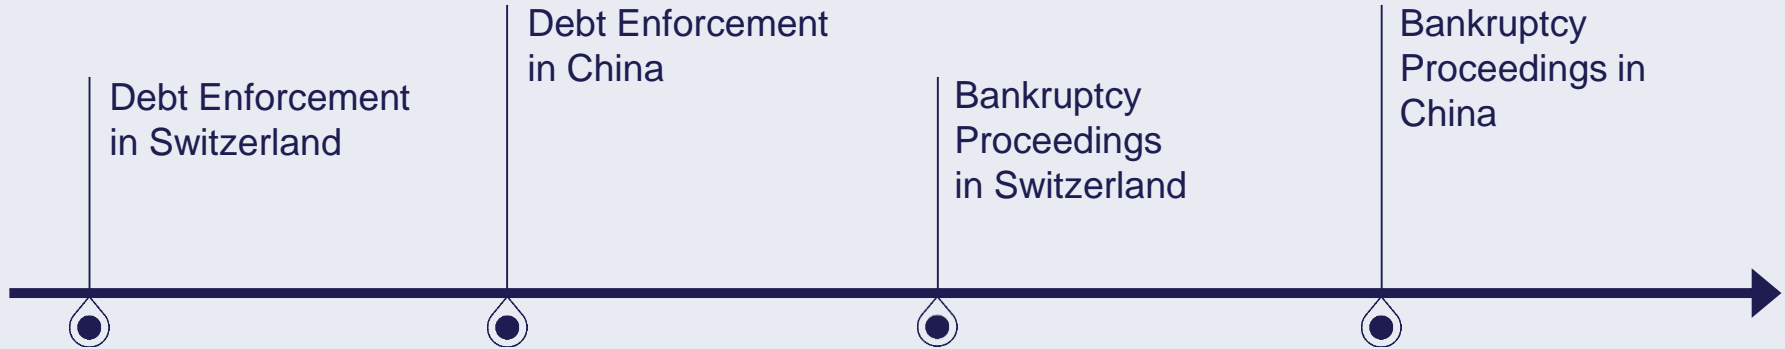 Debt Enforcement
in Switzerland
Debt Enforcement
in China
Bankruptcy
Proceedings
in Switzerland
Bankruptcy
Proceedings in
China